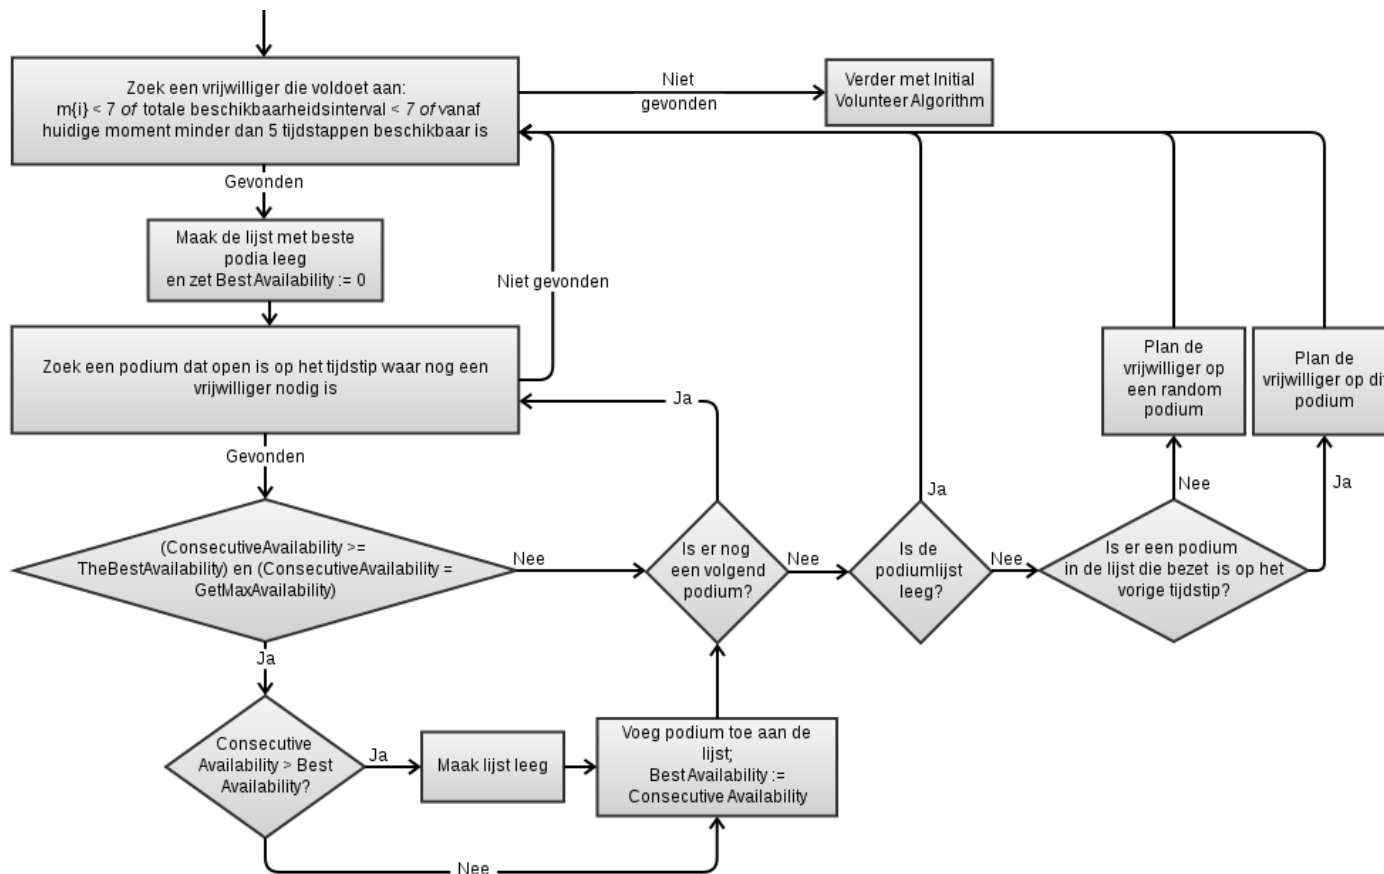 Zoek een vrijwilliger die voldoet aan:
m{i} < 7 of totale beschikbaarheidsinterval < 7 of vanaf
huidige moment minder dan 5 tijdstappen beschikbaar is
Niet
gevonden
Verder met Initial
Volunteer Algorithm
Gevonden
Maak de lijst met beste
podia leeg
en zet BestAvailability := 0
Niet gevonden
Zoek een podium dat open is op het tijdstip waar nog een
vrijwilliger nodig is
Plan de
vrijwilliger op
een random
podium
Plan de
vrijwilliger op dit
podium
Ja
Gevonden
(ConsecutiveAvailability >=
TheBestAvailability) en (ConsecutiveAvailability =
GetMaxAvailability)
Nee
Is er nog
een volgend
podium?
Nee
Ja
Is de
podiumlijst
leeg?
Nee
Nee
Ja
Is er een podium
in de lijst die bezet is op het
vorige tijdstip?
Ja
Consecutive
Availability > Best
Availability?
Ja
Maak lijst leeg
Voeg podium toe aan de
lijst;
BestAvailability :=
Consecutive Availability
Nee